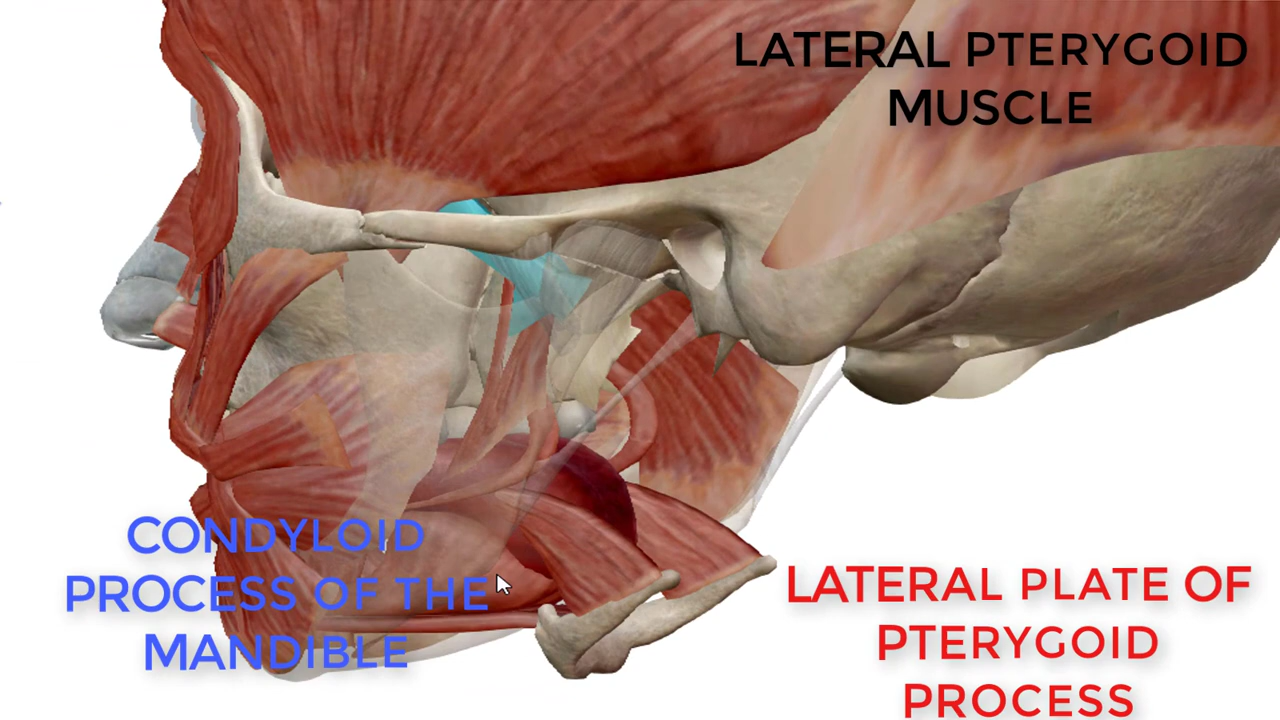 LATERAL PTERYGOID
MUSCLE
CONDYLOID
PROCESS OF THE
MANDIBLE
LATERAL PLATE OF
PTERYGOID
PROCESS